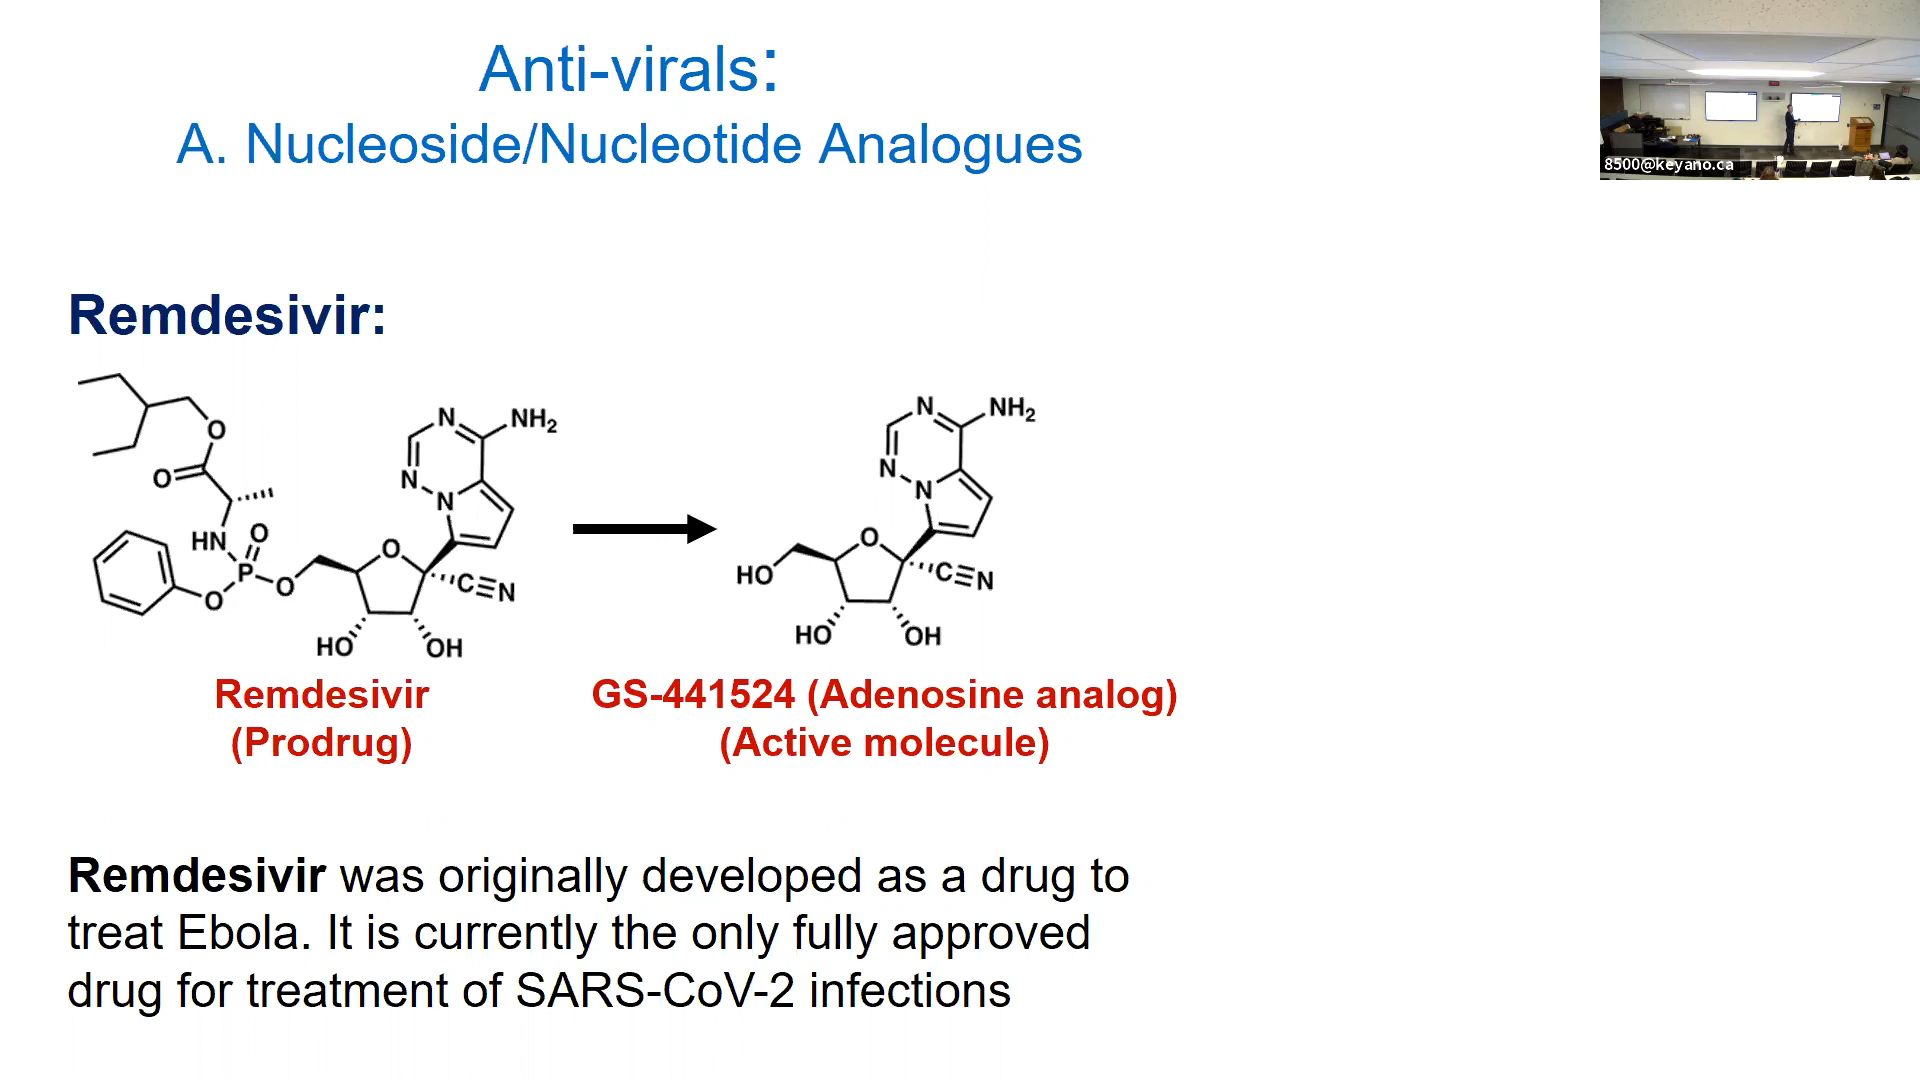 Anti-virals:
A. Nucleoside/Nucleotide Analogues
8500@keyano.ca
Remdesivir:
O
O
HN
O
P
O
O
O
N
NH2
N
N
C≡N
HO
OH
N
NH2
N
N
O
HO
C≡N
HO
OH
Remdesivir
(Prodrug)
GS-441524 (Adenosine analog)
(Active molecule)
Remdesivir was originally developed as a drug to
treat Ebola. It is currently the only fully approved
drug for treatment of SARS-CoV-2 infections